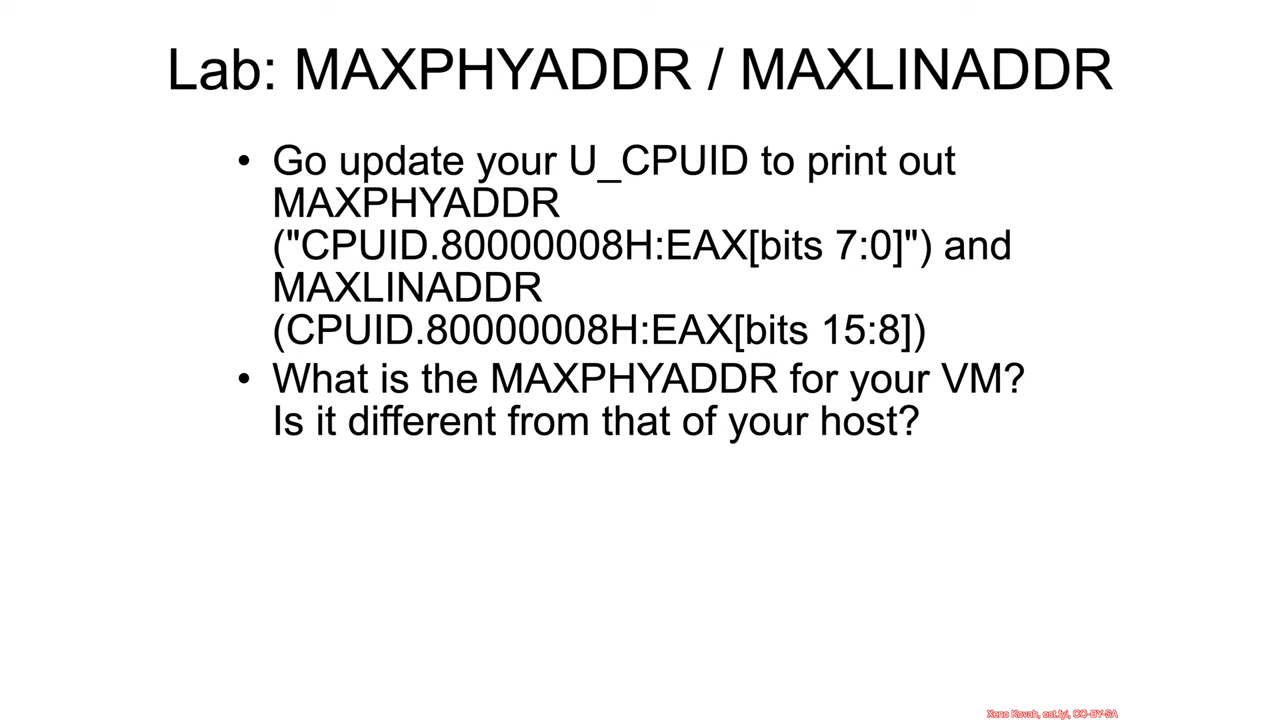 Lab: MAXPHYADDR / MAXLINADDR
• Go update your U_CPUID to print out
MAXPHYADDR
("CPUID.80000008H:EAX[bits 7:0]") and
MAXLINADDR
(CPUID.80000008H:EAX[bits 15:8])
• What is the MAXPHYADDR for your VM?
Is it different from that of your host?
Xeno Kovah, ost.fyi, CC-BY-SA